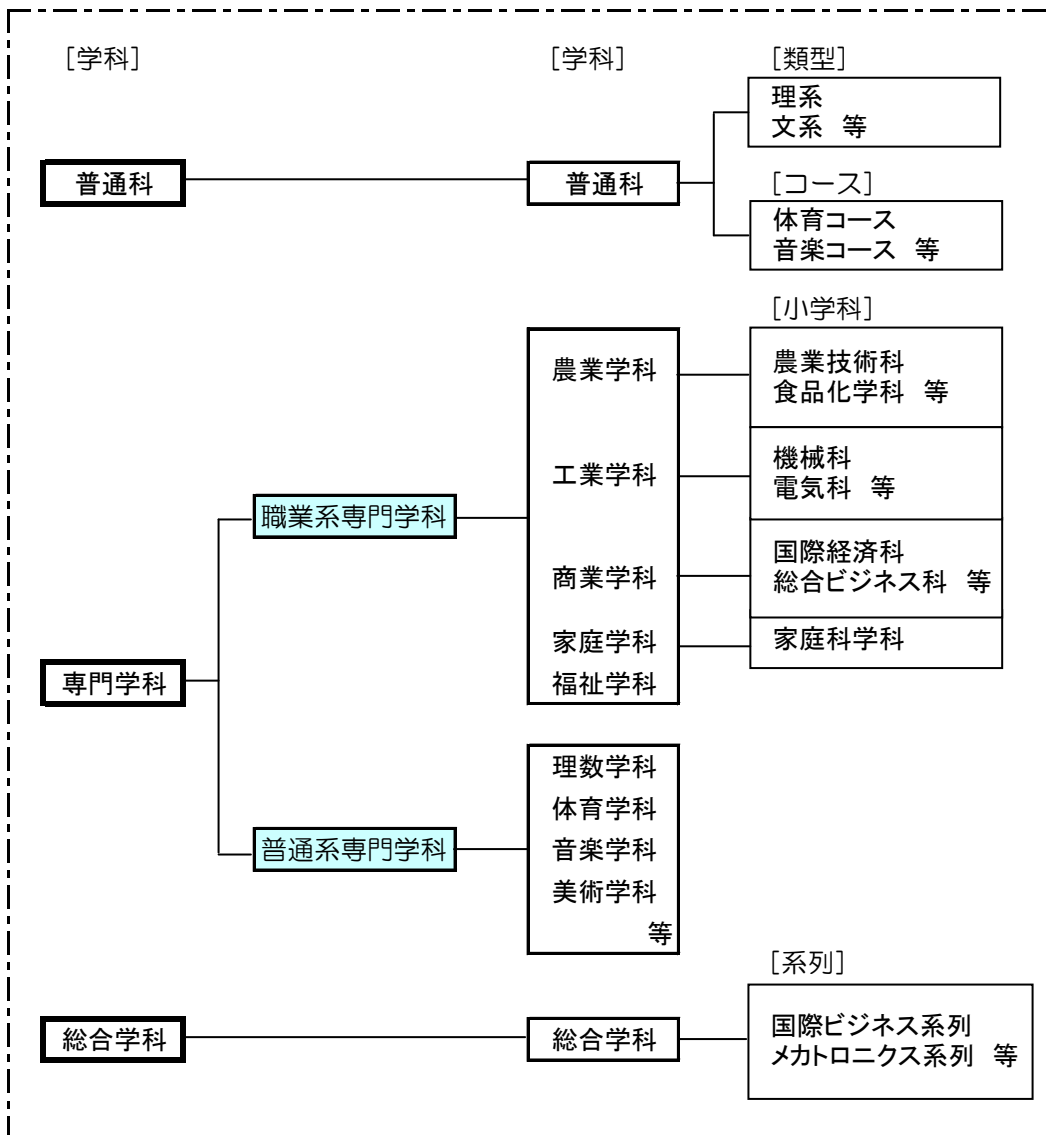 ［学科］
［学科］
［類型］
理系
文系 等
普通科
普通科
［コース］
体育コース
音楽コース 等
［小学科］
農業学科
農業技術科
食品化学科 等
工業学科
機械科
電気科 等
職業系専門学科
商業学科
国際経済科
総合ビジネス科 等
家庭学科
家庭科学科
専門学科
福祉学科
理数学科
体育学科
普通系専門学科
音楽学科
美術学科
等
［系列］
総合学科
総合学科
国際ビジネス系列
メカトロニクス系列 等